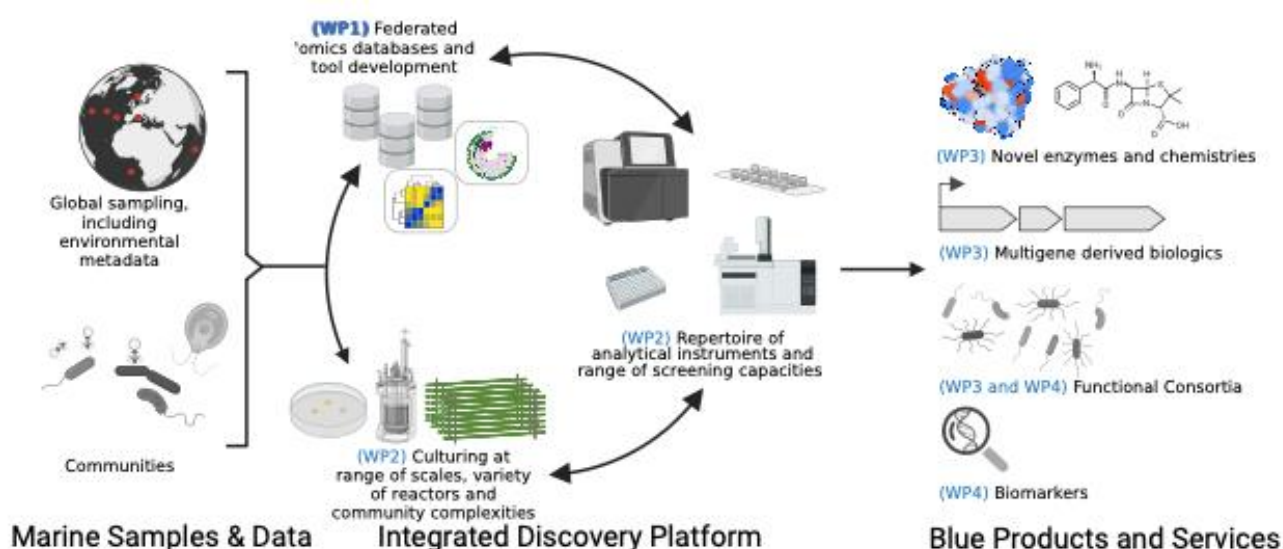 (WP1) Federated
'omics databases and
tool development
Global sampling,
including
environmental
metadata
Communities
(WP2) Culturing at
range of scales, variety
of reactors and
community complexities
(WP2) Repertoire of
analytical instruments and
range of screening capacities
NH₂
H
N
O
H
S
N
O
O
OH
(WP3) Novel enzymes and chemistries
(WP3) Multigene derived biologics
(WP3 and WP4) Functional Consortia
(WP4) Biomarkers
Marine Samples & Data
Integrated Discovery Platform
Blue Products and Services